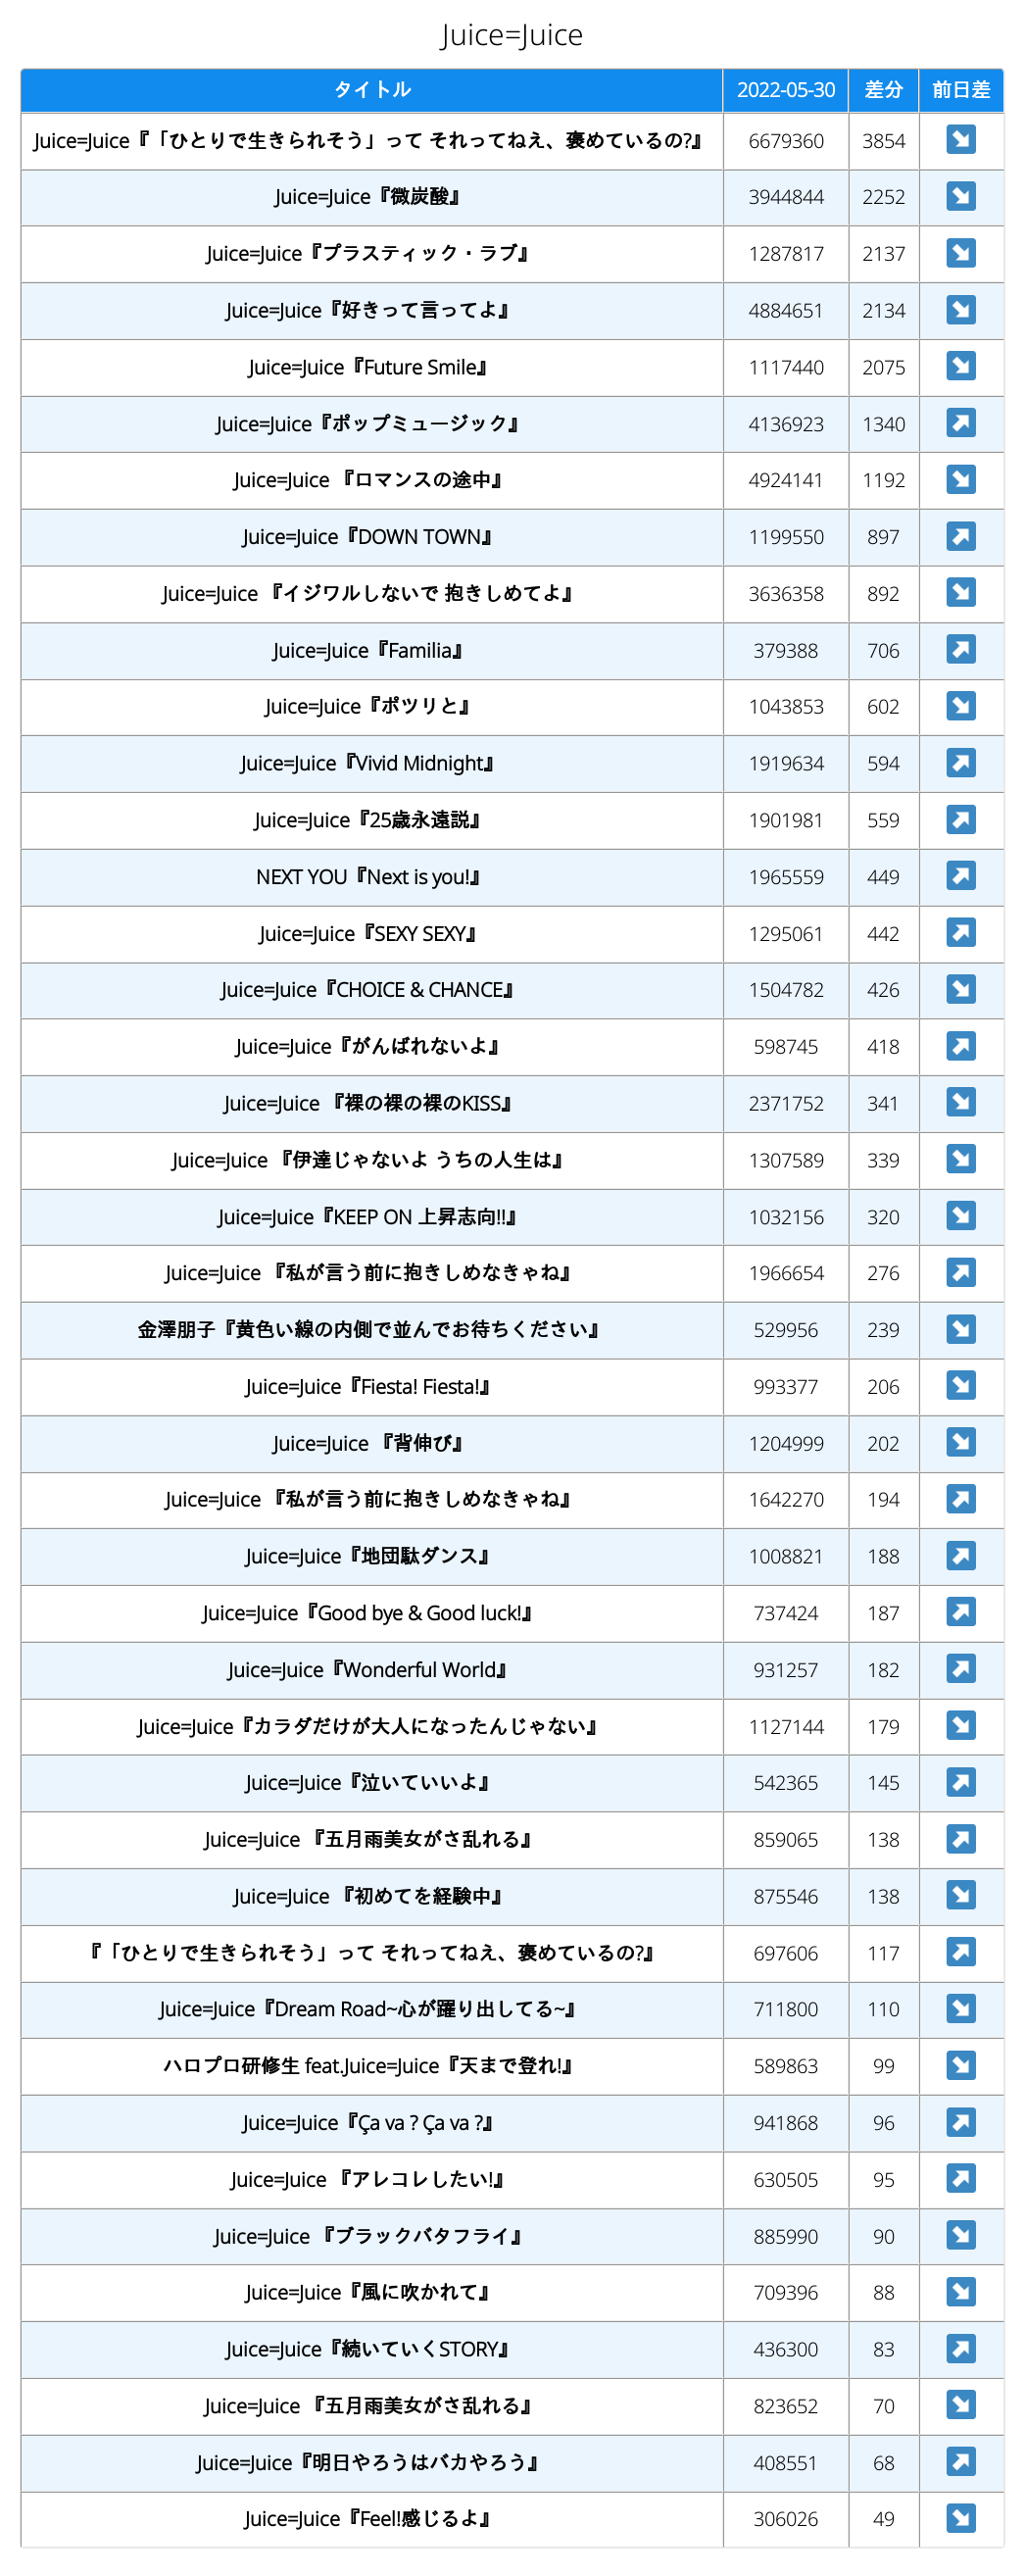 Juice=Juice
タイトル 2022-05-30 差分 前日差
Juice=Juice『「ひとりで生きられそう」って それってねえ、褒めているの?』 6679360 3854 ↘
Juice=Juice『微炭酸』 3944844 2252 ↘
Juice=Juice『プラスティック・ラブ』 1287817 2137 ↘
Juice=Juice『好きって言ってよ』 4884651 2134 ↘
Juice=Juice『Future Smile』 1117440 2075 ↘
Juice=Juice『ポップミュージック』 4136923 1340 ↗
Juice=Juice 『ロマンスの途中』 4924141 1192 ↘
Juice=Juice『DOWN TOWN』 1199550 897 ↗
Juice=Juice 『イジワルしないで 抱きしめてよ』 3636358 892 ↘
Juice=Juice『Familia』 379388 706 ↗
Juice=Juice『ポツリと』 1043853 602 ↘
Juice=Juice『Vivid Midnight』 1919634 594 ↗
Juice=Juice『25歳永遠説』 1901981 559 ↗
NEXT YOU『Next is you!』 1965559 449 ↗
Juice=Juice『SEXY SEXY』 1295061 442 ↗
Juice=Juice『CHOICE & CHANCE』 1504782 426 ↘
Juice=Juice『がんばれないよ』 598745 418 ↗
Juice=Juice 『裸の裸の裸のKISS』 2371752 341 ↘
Juice=Juice 『伊達じゃないよ うちの人生は』 1307589 339 ↘
Juice=Juice『KEEP ON 上昇志向!!』 1032156 320 ↘
Juice=Juice 『私が言う前に抱きしめなきゃね』 1966654 276 ↗
金澤朋子『黄色い線の内側で並んでお待ちください』 529956 239 ↘
Juice=Juice『Fiesta! Fiesta!』 993377 206 ↘
Juice=Juice 『背伸び』 1204999 202 ↘
Juice=Juice 『私が言う前に抱きしめなきゃね』 1642270 194 ↗
Juice=Juice『地団駄ダンス』 1008821 188 ↗
Juice=Juice『Good bye & Good luck!』 737424 187 ↗
Juice=Juice『Wonderful World』 931257 182 ↗
Juice=Juice『カラダだけが大人になったんじゃない』 1127144 179 ↘
Juice=Juice『泣いていいよ』 542365 145 ↗
Juice=Juice 『五月雨美女がさ乱れる』 859065 138 ↗
Juice=Juice 『初めてを経験中』 875546 138 ↘
『「ひとりで生きられそう」って それってねえ、褒めているの?』 697606 117 ↗
Juice=Juice『Dream Road~心が躍り出してる~』 711800 110 ↘
ハロプロ研修生 feat.Juice=Juice『天まで登れ!』 589863 99 ↘
Juice=Juice『Ça va ? Ça va ?』 941868 96 ↗
Juice=Juice 『アレコレしたい!』 630505 95 ↗
Juice=Juice 『ブラックバタフライ』 885990 90 ↘
Juice=Juice『風に吹かれて』 709396 88 ↘
Juice=Juice『続いていくSTORY』 436300 83 ↗
Juice=Juice 『五月雨美女がさ乱れる』 823652 70 ↘
Juice=Juice『明日やろうはバカやろう』 408551 68 ↗
Juice=Juice『Feel!感じるよ』 306026 49 ↘